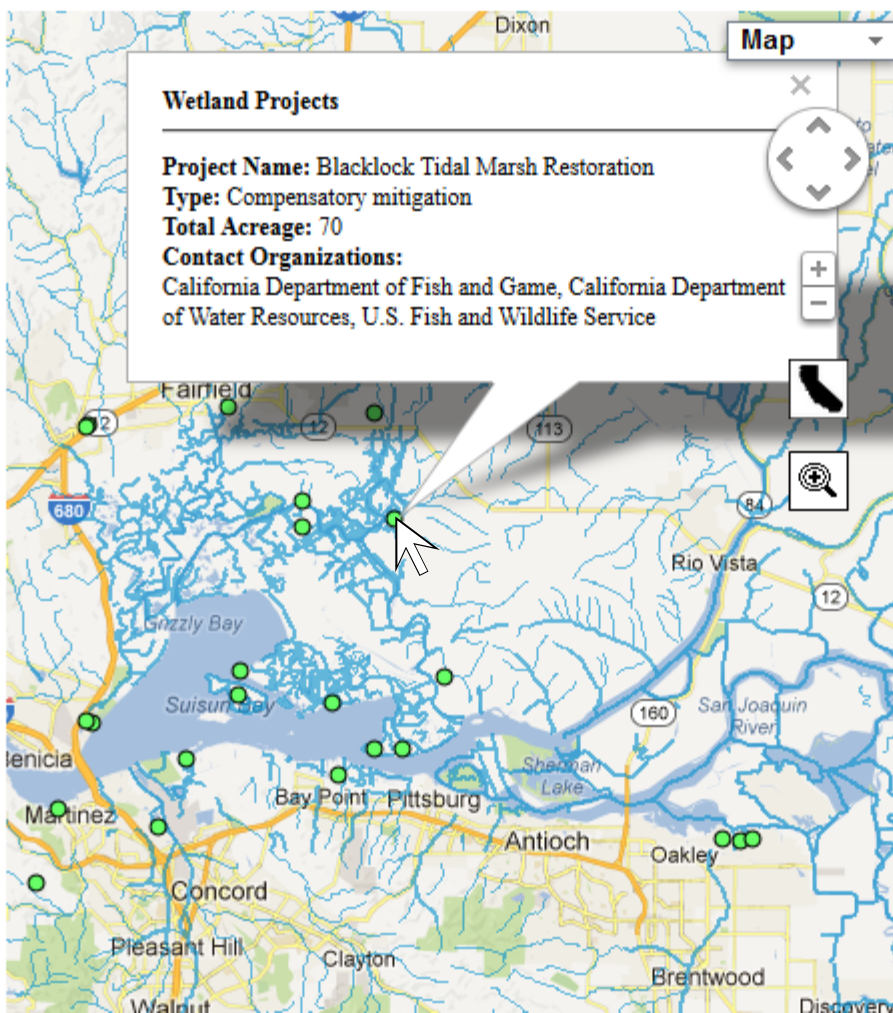 Dixon
Map
Wetland Projects
Project Name: Blacklock Tidal Marsh Restoration
Type: Compensatory mitigation
Total Acreage: 70
Contact Organizations:
California Department of Fish and Game, California Department
of Water Resources, U.S. Fish and Wildlife Service
Fairfield
12
12
113
680
84
Rio Vista
12
Grizzly Bay
Suisun Bay
160
San Joaquin
River
Benicia
Sherman
Lake
Bay Point
Pittsburg
Martinez
Antioch
Oakley
Concord
Pleasant Hill
Clayton
Brentwood
Walnut
Discovery